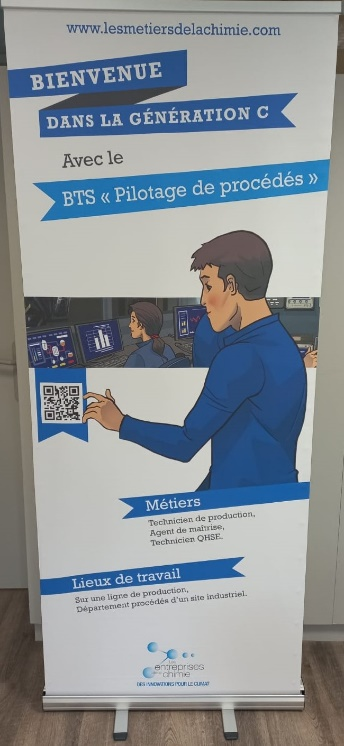 www.lesmetiersdelachimie.com
BIENVENUE
DANS LA GÉNÉRATION C
Avec le
BTS « Pilotage de procédés »
Métiers
Technicien de production,
Agent de maîtrise,
Technicien QHSE.
Lieux de travail
Sur une ligne de production,
Département procédés d'un site industriel.
Les
entreprises
de la chimie
DES INNOVATIONS POUR LE CLIMAT